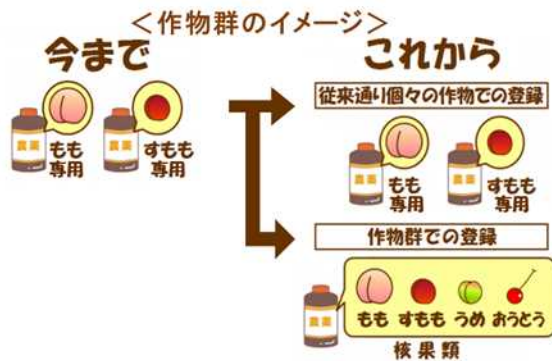 ＜作物群のイメージ＞
今まで
農薬
もも
専用
農薬
すもも
専用
これから
従来通り個々の作物での登録
農薬
もも
専用
農薬
すもも
専用
作物群での登録
農薬
もも すもも うめ おうとう
核果類